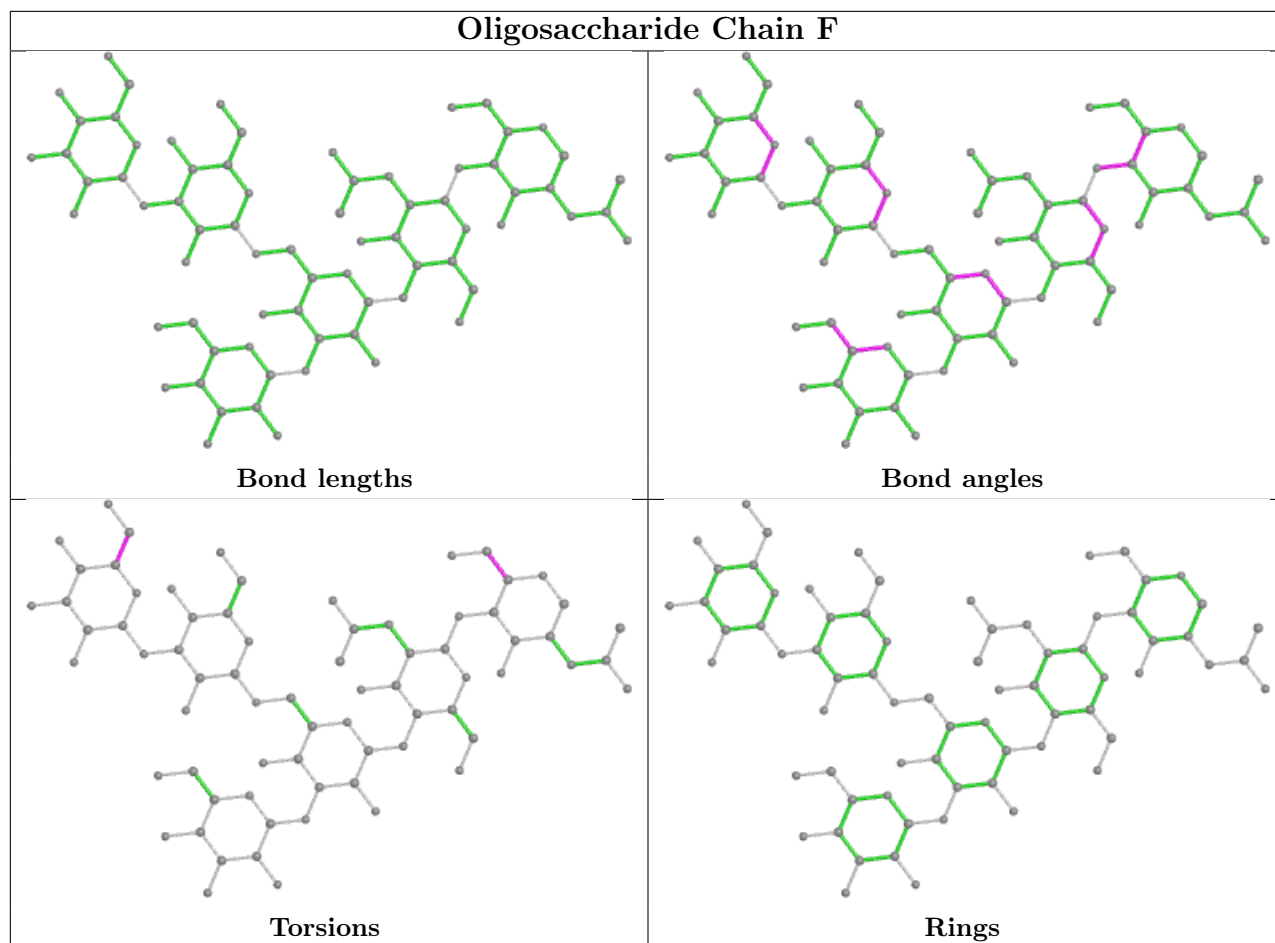 Oligosaccharide Chain F
Bond lengths
Bond angles
Torsions
Rings